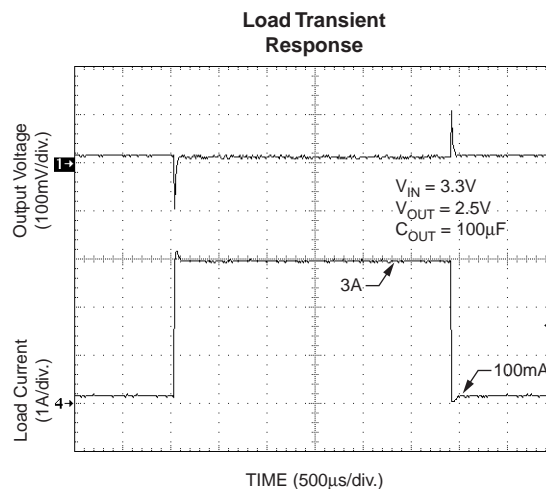 Load Transient
Response
Output Voltage
(100mV/div.)
1
V_IN = 3.3V
V_OUT = 2.5V
C_OUT = 100µF
3A
Load Current
(1A/div.)
4
100mA
TIME (500µs/div.)